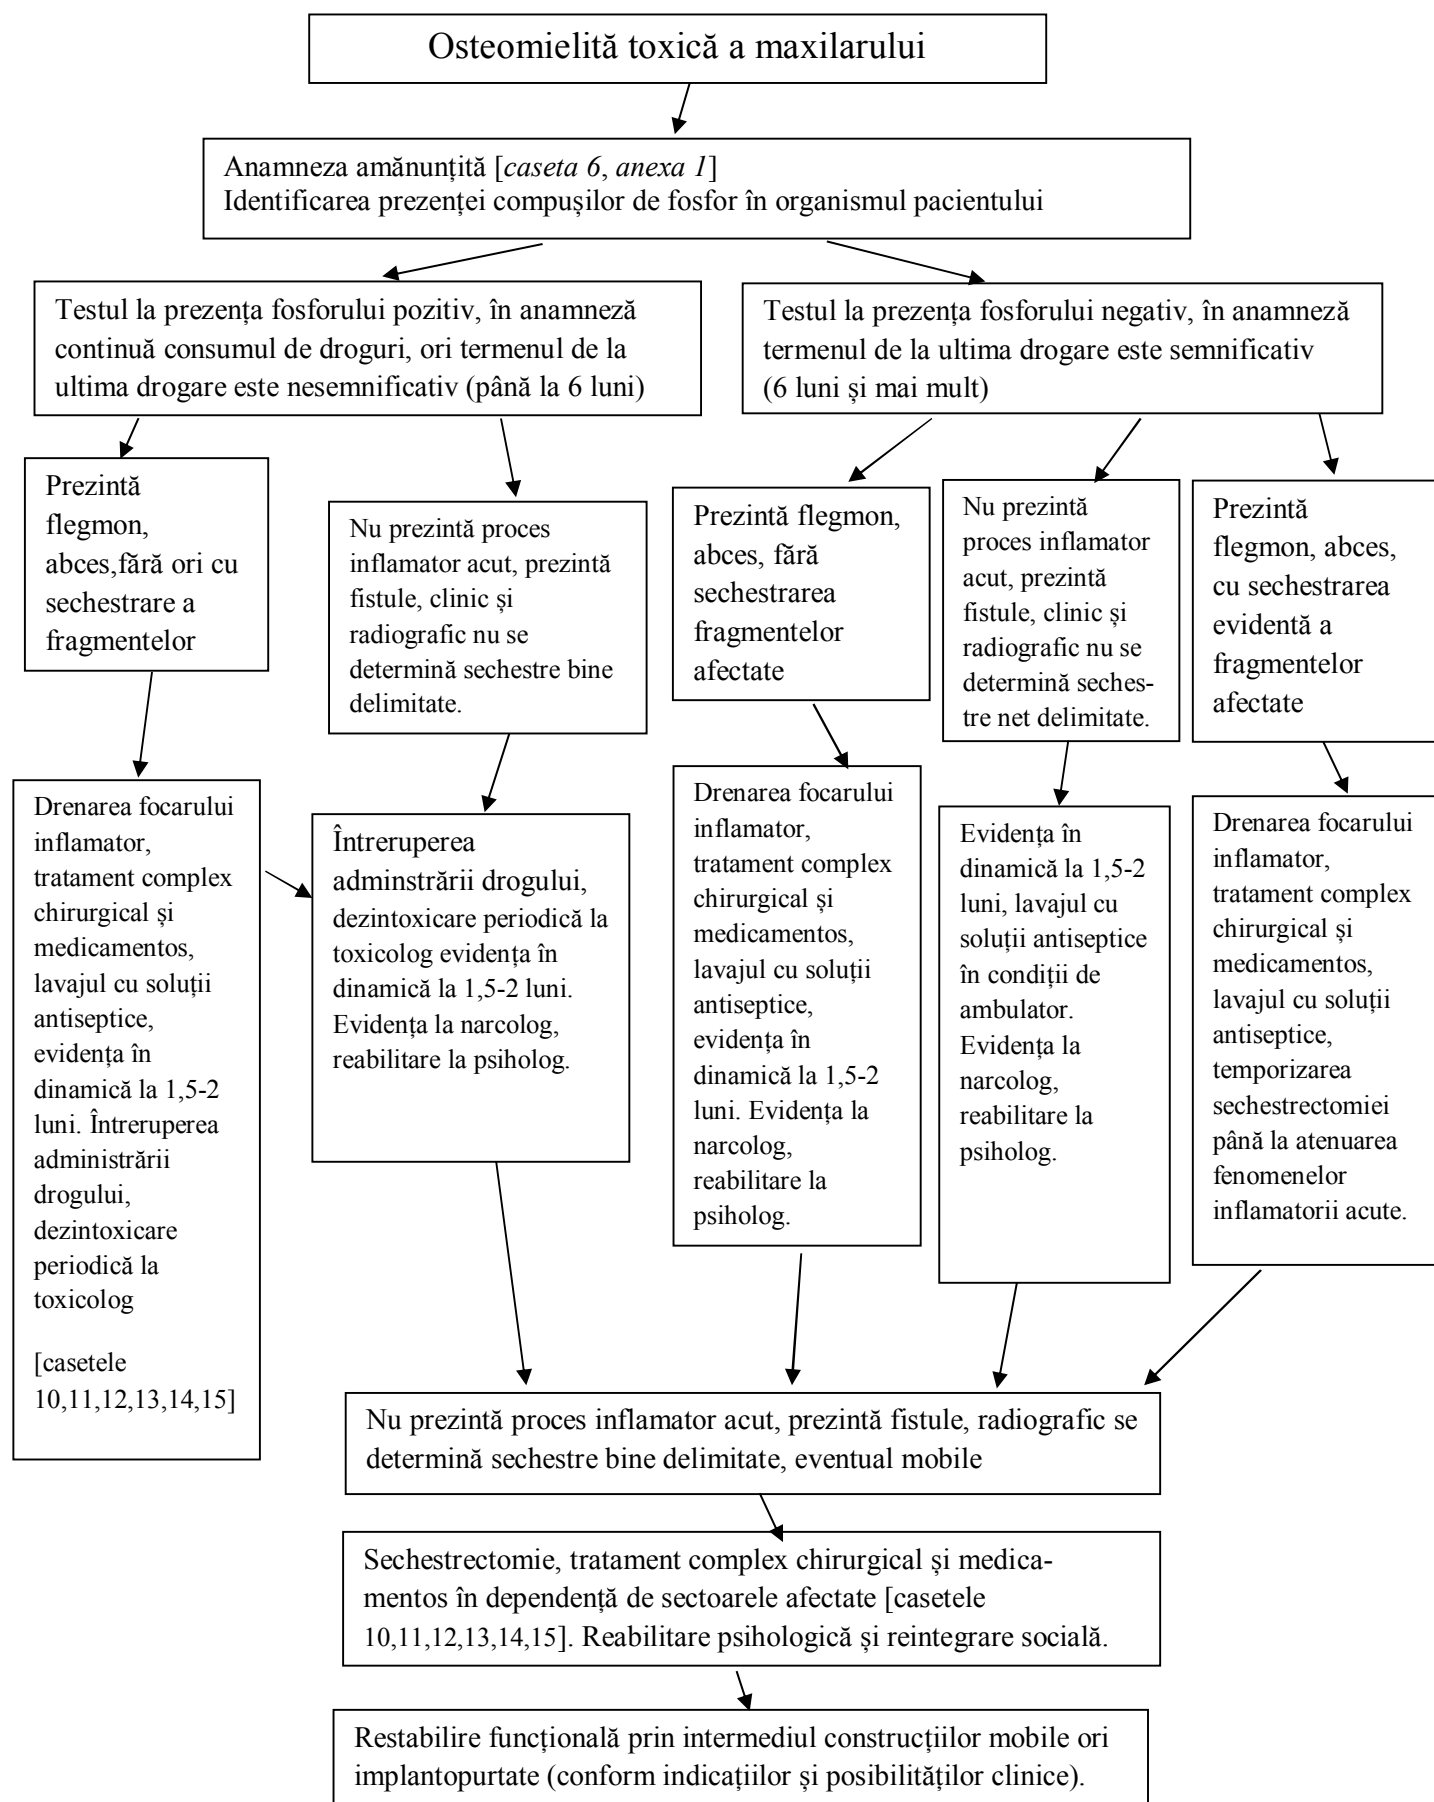 Osteomielită toxică a maxilarului
Anamneza amănunțită [caseta 6, anexa 1]
Identificarea prezenței compușilor de fosfor în organismul pacientului
Testul la prezența fosforului pozitiv, în anamneză
continuă consumul de droguri, ori termenul de la
ultima drogare este nesemnificativ (până la 6 luni)
Testul la prezența fosforului negativ, în anamneză
termenul de la ultima drogare este semnificativ
(6 luni și mai mult)
Prezintă
flegmon,
abces,fără ori cu
sechestrare a
fragmentelor
Nu prezintă proces
inflamator acut, prezintă
fistule, clinic și
radiografic nu se
determină sechestre bine
delimitate.
Prezintă flegmon,
abces, fără
sechestrarea
fragmentelor
afectate
Nu prezintă
proces inflamator
acut, prezintă
fistule, clinic și
radiografic nu se
determină seches-
tre net delimitate.
Prezintă
flegmon, abces,
cu sechestrarea
evidentă a
fragmentelor
afectate
Drenarea focarului
inflamator,
tratament complex
chirurgical și
medicamentos,
lavajul cu soluții
antiseptice,
evidența în
dinamică la 1,5-2
luni. Întreruperea
administrării
drogului,
dezintoxicare
periodică la
toxicolog
[casetele
10,11,12,13,14,15]
Întreruperea
adminstrării drogului,
dezintoxicare periodică la
toxicolog evidența în
dinamică la 1,5-2 luni.
Evidența la narcolog,
reabilitare la psiholog.
Drenarea focarului
inflamator,
tratament complex
chirurgical și
medicamentos,
lavajul cu soluții
antiseptice,
evidența în
dinamică la 1,5-2
luni. Evidența la
narcolog,
reabilitare la
psiholog.
Evidența în
dinamică la 1,5-2
luni, lavajul cu
soluții antiseptice
în condiții de
ambulator.
Evidența la
narcolog,
reabilitare la
psiholog.
Drenarea focarului
inflamator,
tratament complex
chirurgical și
medicamentos,
lavajul cu soluții
antiseptice,
temporizarea
sechestrectomiei
până la atenuarea
fenomenelor
inflamatorii acute.
Nu prezintă proces inflamator acut, prezintă fistule, radiografic se
determină sechestre bine delimitate, eventual mobile
Sechestrectomie, tratament complex chirurgical și medica-
mentos în dependență de sectoarele afectate [casetele
10,11,12,13,14,15]. Reabilitare psihologică și reintegrare socială.
Restabilire funcțională prin intermediul construcțiilor mobile ori
implantopurtate (conform indicațiilor și posibilităților clinice).